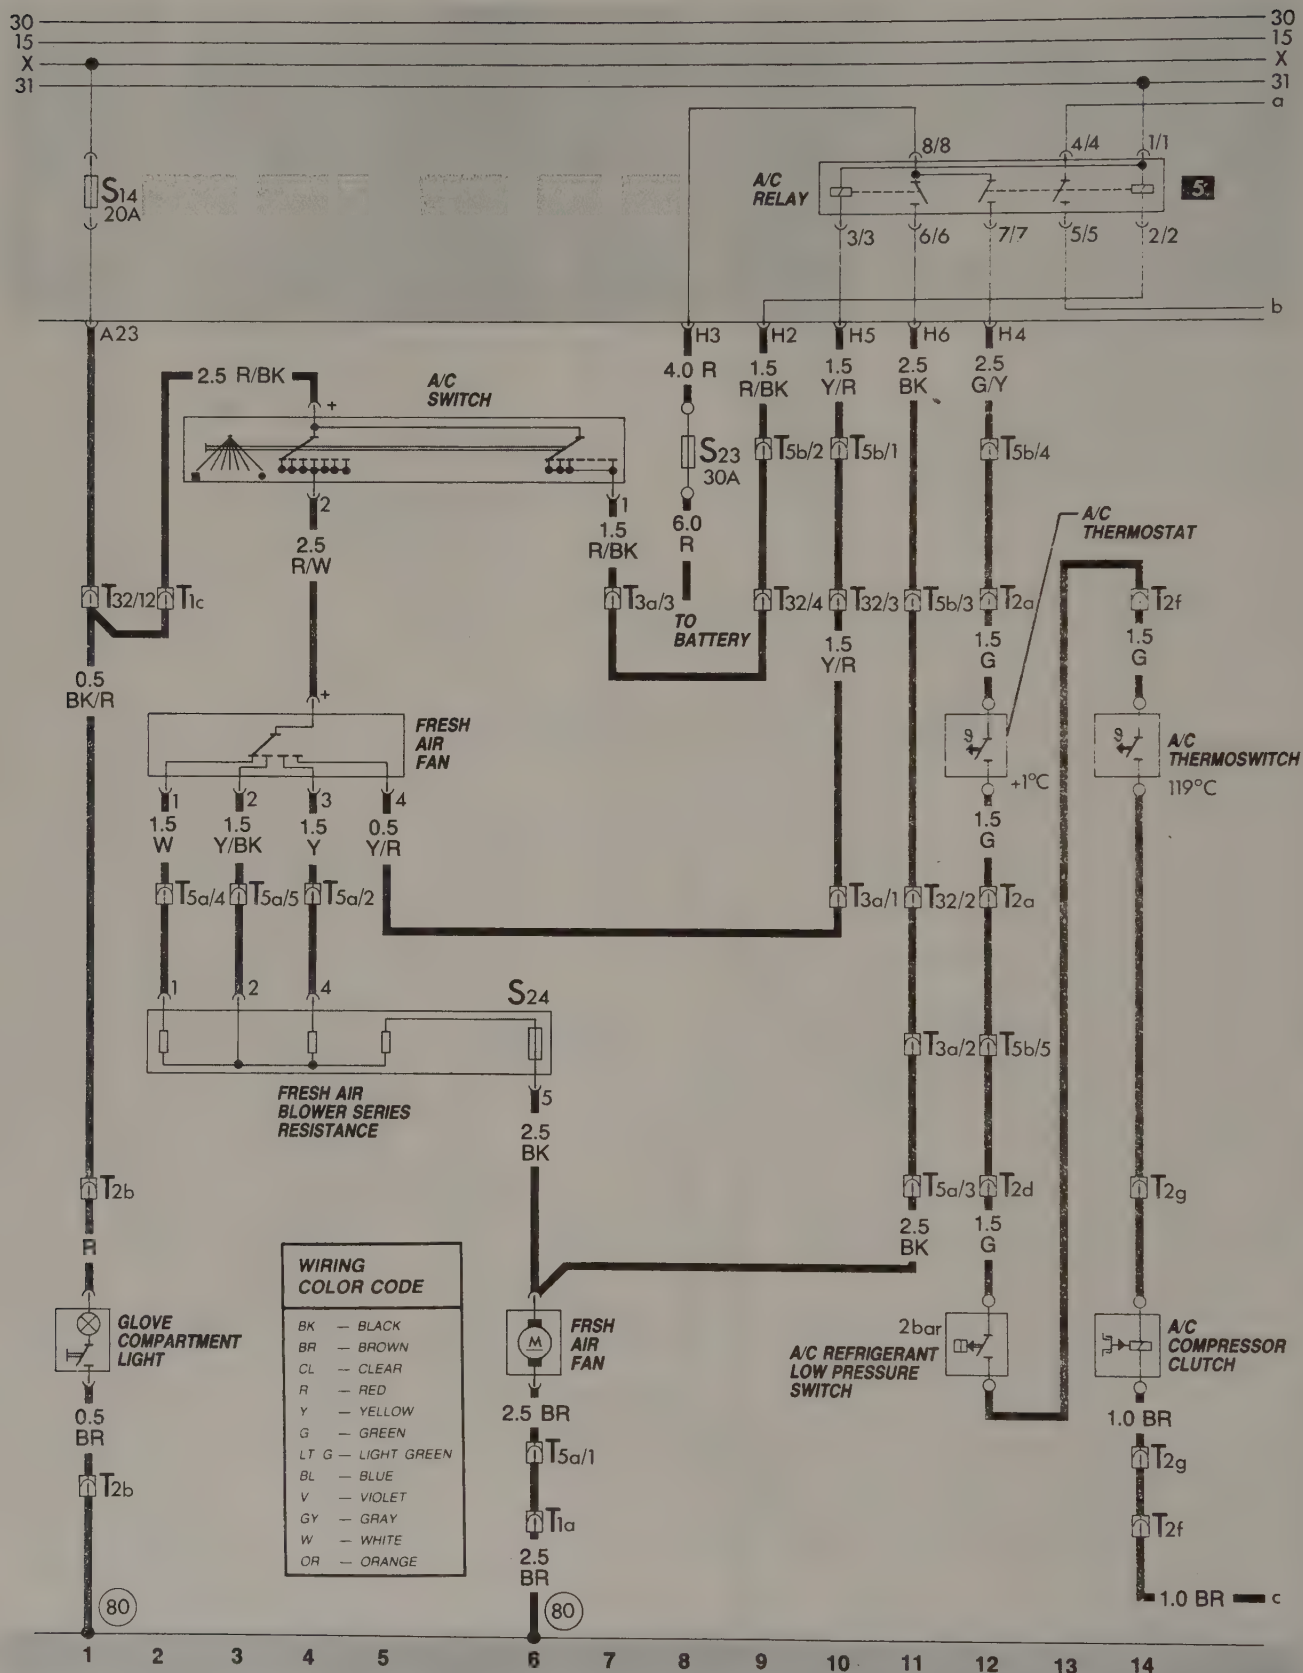 30 30
15 15
X X
31 31
a
8/8 4/4 1/1
A/C
RELAY
5
S14
20A
3/3 6/6 7/7 5/5 2/2
b
A23 H3 H2 H5 H6 H4
2.5 R/BK
+
A/C
SWITCH
4.0 R
1.5
R/BK
1.5
Y/R
2.5
BK
2.5
G/Y
S23
30A
T5b/2
T5b/1
T5b/4
2
1
2.5
R/W
1.5
R/BK
6.0
R
TO
BATTERY
A/C
THERMOSTAT
T32/12
T1c
T3a/3
T32/4
T32/3
T5b/3
T2a
T2f
0.5
BK/R
1.5
Y/R
1.5
G
1.5
G
+
FRESH
AIR
FAN
A/C
THERMOSWITCH
119°C
+1°C
1 2 3 4
1.5
W
1.5
Y/BK
1.5
Y
0.5
Y/R
1.5
G
T5a/4
T5a/5
T5a/2
T3a/1
T32/2
T2a
1 2 4
S24
T3a/2
T5b/5
FRESH AIR
BLOWER SERIES
RESISTANCE
5
2.5
BK
T2b
T5a/3
T2d
T2g
R
2.5
BK
1.5
G
WIRING
COLOR CODE
BK — BLACK
BR — BROWN
CL — CLEAR
R — RED
Y — YELLOW
G — GREEN
LT G — LIGHT GREEN
BL — BLUE
V — VIOLET
GY — GRAY
W — WHITE
OR — ORANGE
GLOVE
COMPARTMENT
LIGHT
M
FRSH
AIR
FAN
2bar
A/C REFRIGERANT
LOW PRESSURE
SWITCH
A/C
COMPRESSOR
CLUTCH
0.5
BR
2.5 BR
1.0 BR
T2b
T5a/1
T2g
T1a
T2f
2.5
BR
1.0 BR c
80 80
1 2 3 4 5 6 7 8 9 10 11 12 13 14